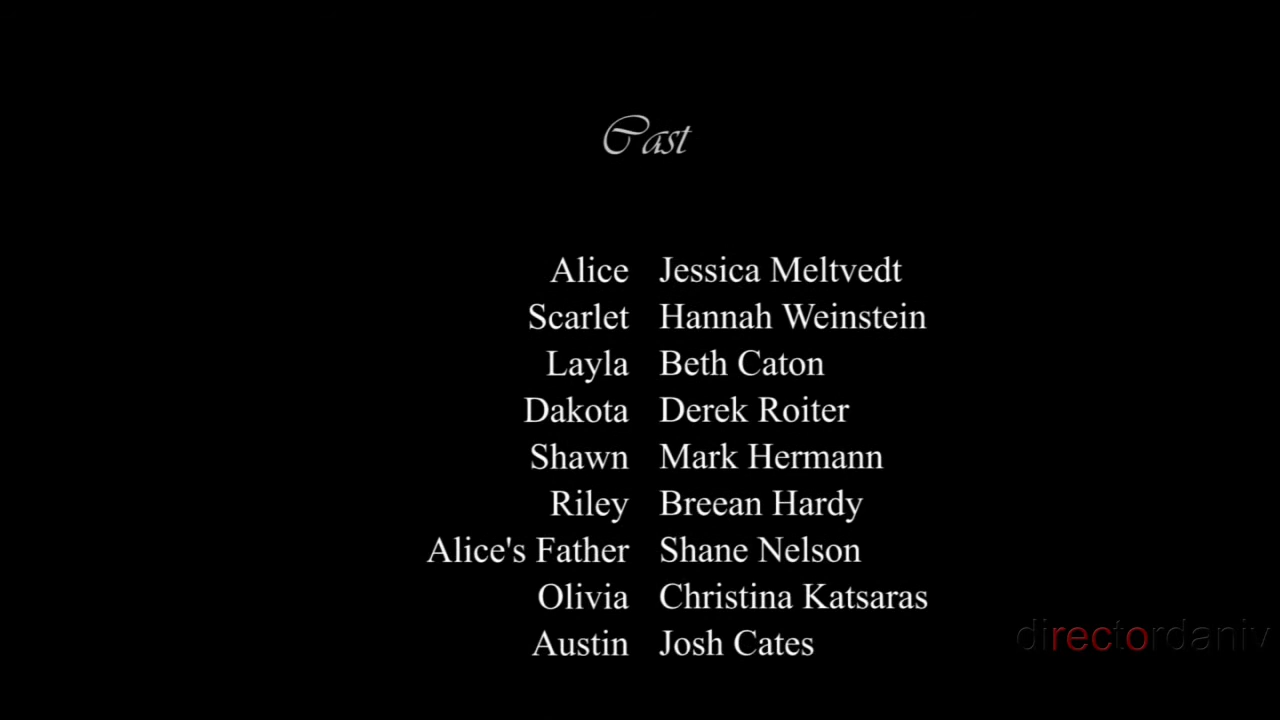 Cast
Alice Jessica Meltvedt
Scarlet Hannah Weinstein
Layla Beth Caton
Dakota Derek Roiter
Shawn Mark Hermann
Riley Breean Hardy
Alice's Father Shane Nelson
Olivia Christina Katsaras
Austin Josh Cates
directordaniv